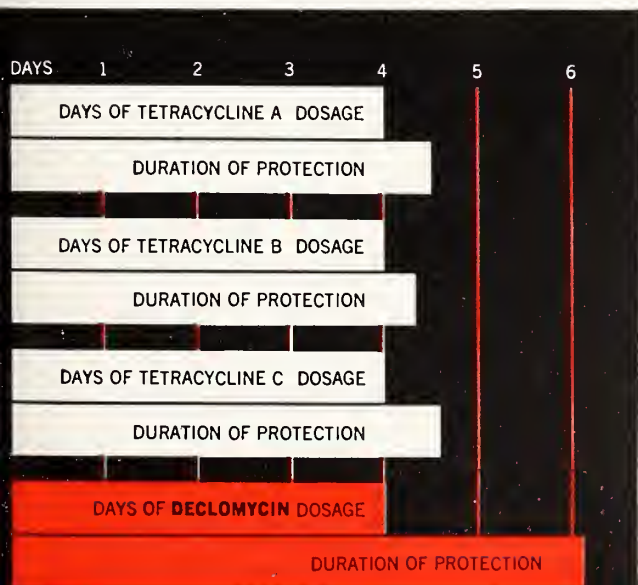 DAYS 1 2 3 4 5 6
DAYS OF TETRACYCLINE A DOSAGE
DURATION OF PROTECTION
DAYS OF TETRACYCLINE B DOSAGE
DURATION OF PROTECTION
DAYS OF TETRACYCLINE C DOSAGE
DURATION OF PROTECTION
DAYS OF DECLOMYCIN DOSAGE
DURATION OF PROTECTION